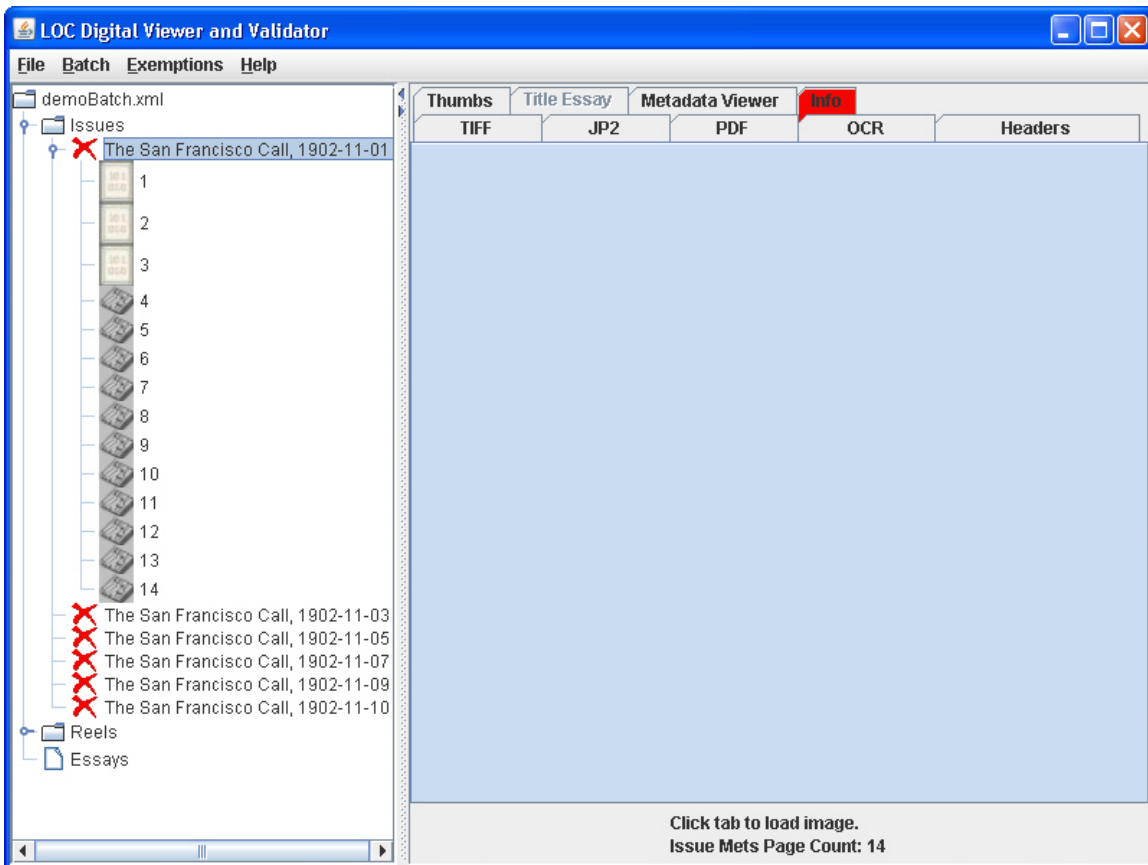 LOC Digital Viewer and Validator
File Batch Exemptions Help
demoBatch.xml
Issues
The San Francisco Call, 1902-11-01
1
2
3
4
5
6
7
8
9
10
11
12
13
14
The San Francisco Call, 1902-11-03
The San Francisco Call, 1902-11-05
The San Francisco Call, 1902-11-07
The San Francisco Call, 1902-11-09
The San Francisco Call, 1902-11-10
Reels
Essays
Thumbs Title Essay Metadata Viewer Info
TIFF JP2 PDF OCR Headers
Click tab to load image.
Issue Mets Page Count: 14